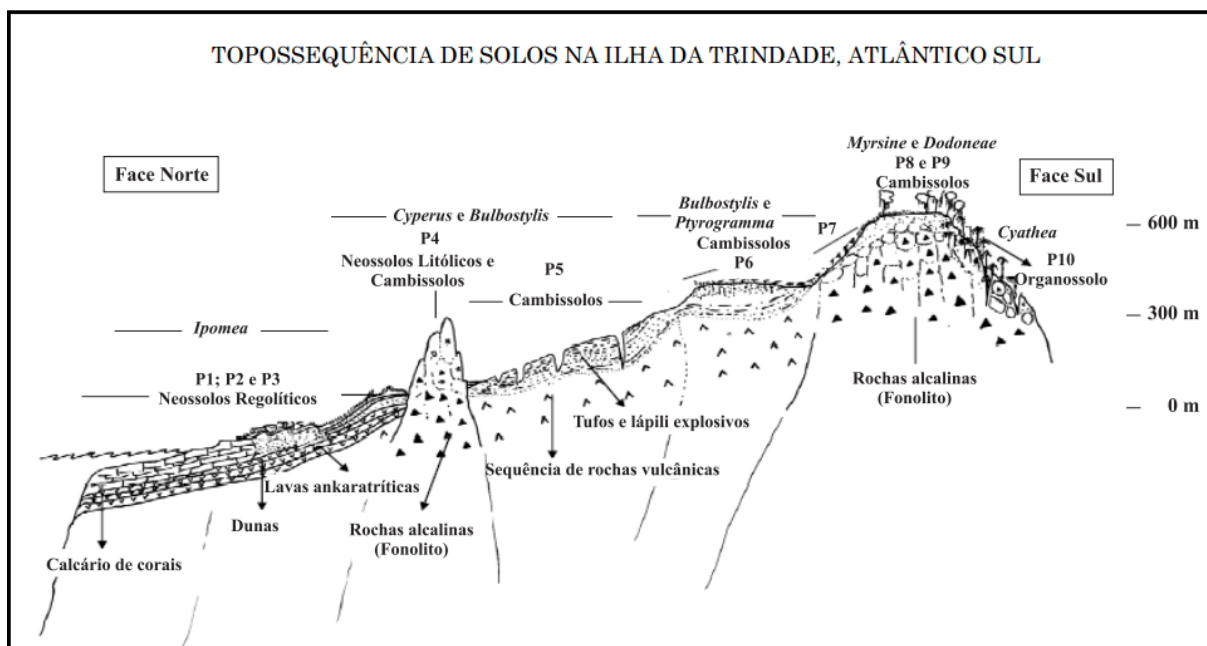 TOPOSSEQUÊNCIA DE SOLOS NA ILHA DA TRINDADE, ATLÂNTICO SUL
Face Norte
Myrsine e Dodoneae
P8 e P9
Cambissolos
Face Sul
Cyperus e Bulbostylis
P4
Neossolos Litólicos e
Cambissolos
P5
Cambissolos
Bulbostylis e
Ptyrogramma
Cambissolos
P6
P7
Cyathea
P10
Organossolo
600 m
300 m
0 m
Ipomea
P1; P2 e P3
Neossolos Regolíticos
Rochas alcalinas
(Fonolito)
Tufos e lápili explosivos
Sequência de rochas vulcânicas
Lavas ankaratríticas
Dunas
Rochas alcalinas
(Fonolito)
Calcário de corais